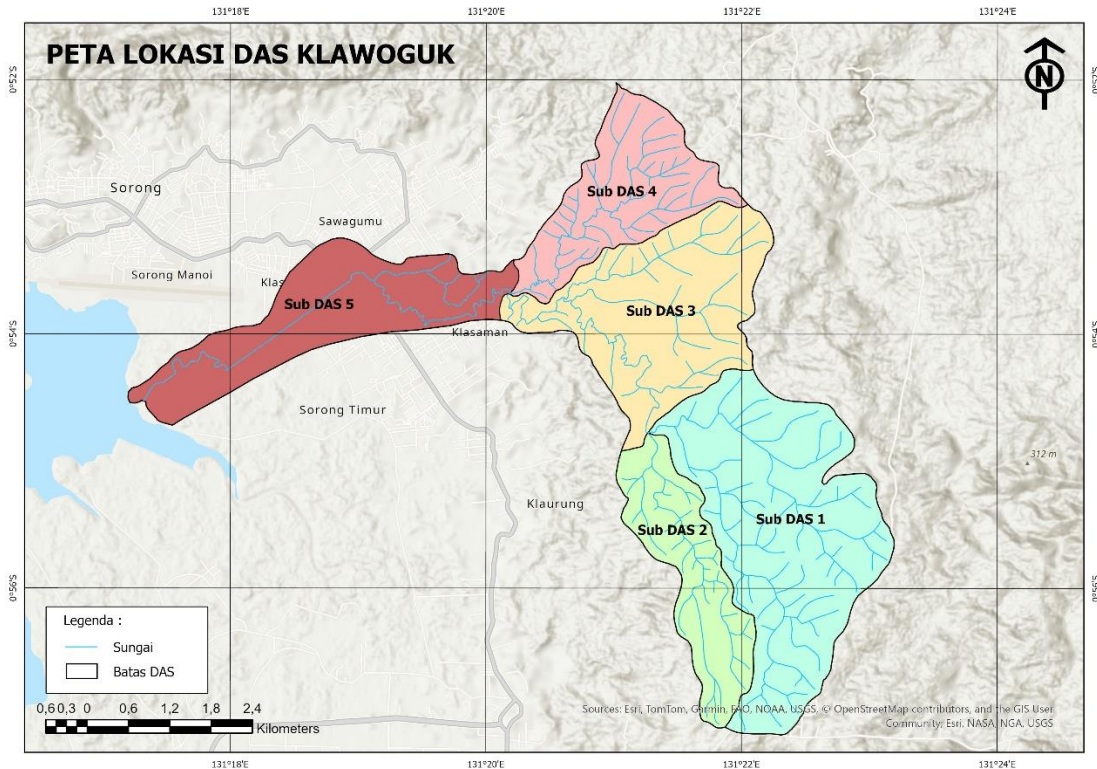 131°18'E
131°20'E
131°22'E
131°24'E
PETA LOKASI DAS KLAWOGUK
N
0°52'S
0°52'S
Sorong
Sub DAS 4
Sawagumu
Sorong Manoi
Klas
Sub DAS 5
Sub DAS 3
Klasaman
0°54'S
0°54'S
Sorong Timur
312 m
Klaurung
Sub DAS 1
Sub DAS 2
0°56'S
0°56'S
Legenda :
Sungai
Batas DAS
0,6 0,3 0 0,6 1,2 1,8 2,4
Kilometers
Sources: Esri, TomTom, Garmin, FAO, NOAA, USGS, © OpenStreetMap contributors, and the GIS User
Community, Esri, NASA, NGA, USGS
131°18'E
131°20'E
131°22'E
131°24'E